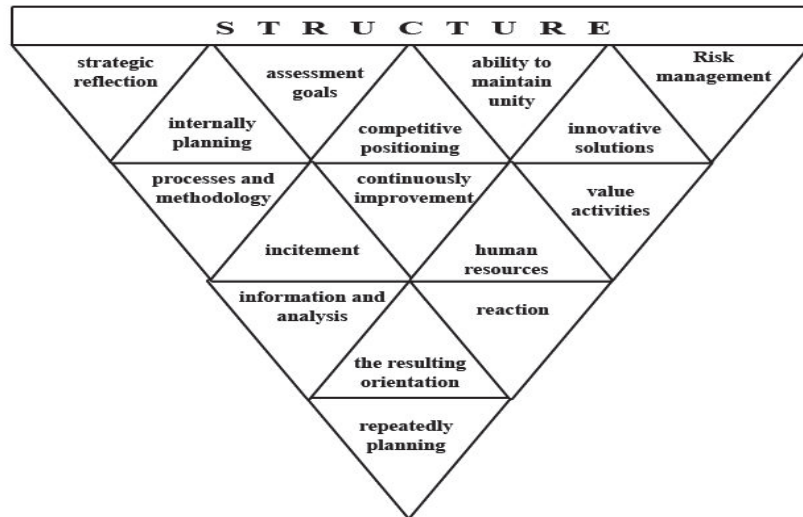 STRUCTURE
strategic
reflection
assessment
goals
ability to
maintain
unity
Risk
management
internally
planning
competitive
positioning
innovative
solutions
processes and
methodology
continuously
improvement
value
activities
incitement
human
resources
information and
analysis
reaction
the resulting
orientation
repeatedly
planning